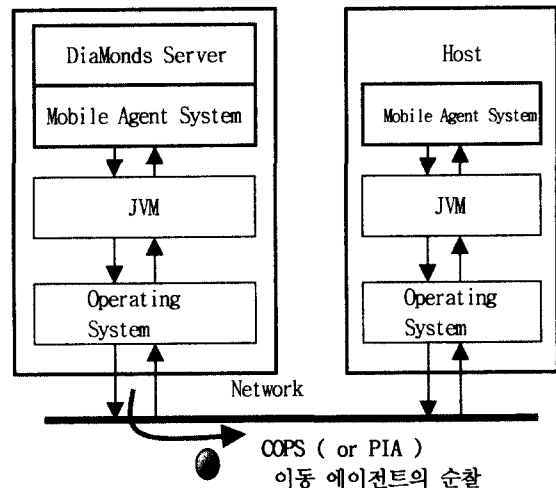 DiaMonds Server
Mobile Agent System
JVM
Operating
System
Host
Mobile Agent System
JVM
Operating
System
Network
COPS ( or PIA )
이동 에이전트의 순찰